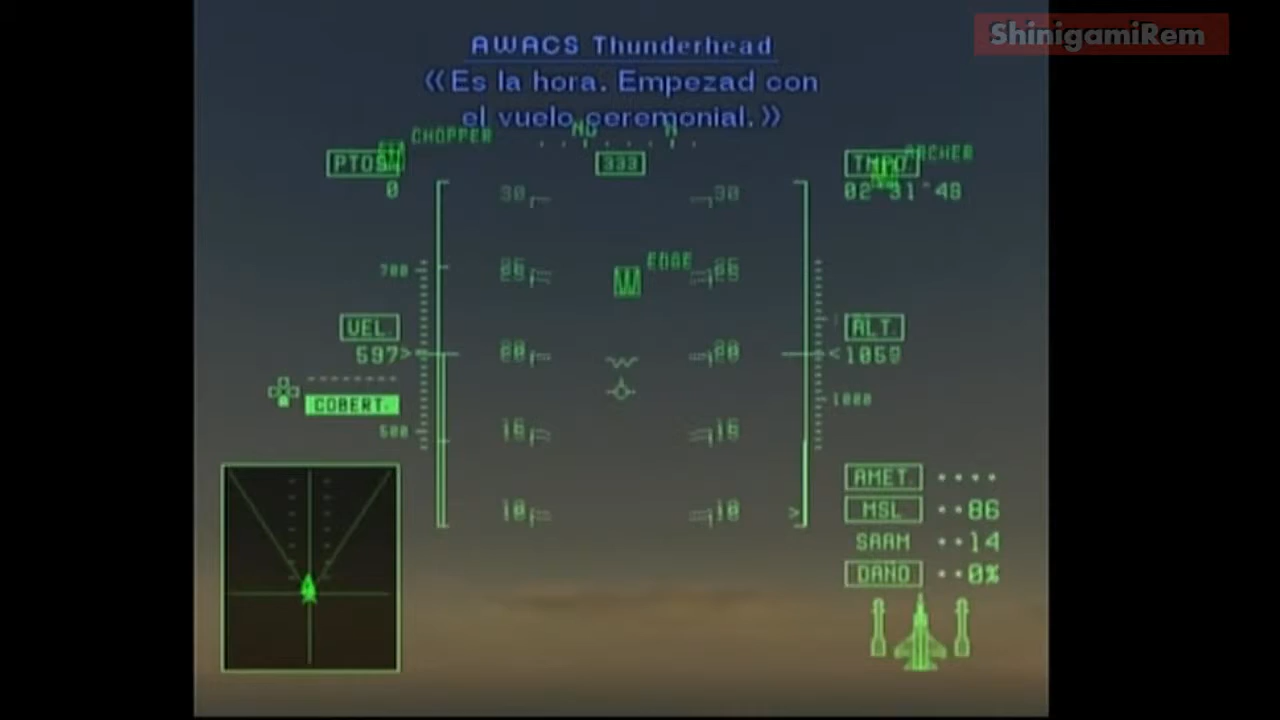 ShinigamiRem
AWACS Thunderhead
«Es la hora. Empezad con
el vuelo ceremonial.»
CHOPPER
ARCHER
PTOS
333
0
02'31"48
30 30
EDGE
25 25
700
VEL.
ALT.
597> 20 20 <1059
COBERT.
1000
500
15 15
AMET.
10 10 >
MSL 86
SAAM 14
DANO 0%